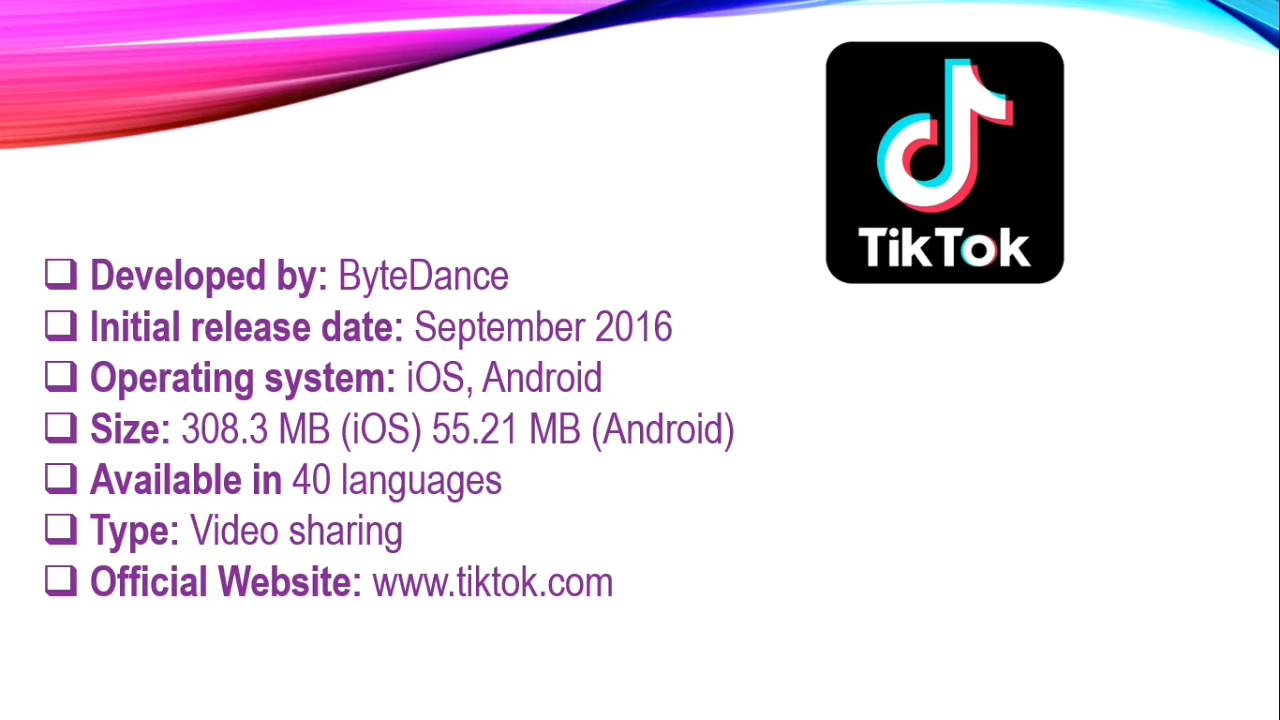 TikTok
Developed by: ByteDance
Initial release date: September 2016
Operating system: iOS, Android
Size: 308.3 MB (iOS) 55.21 MB (Android)
Available in 40 languages
Type: Video sharing
Official Website: www.tiktok.com